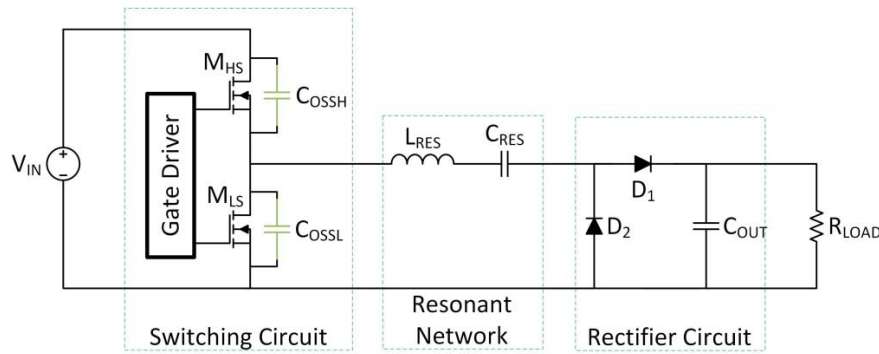 V_IN
+
-
Gate Driver
M_HS
C_OSSH
M_LS
C_OSSL
L_RES
C_RES
D_1
D_2
C_OUT
R_LOAD
Switching Circuit
Resonant
Network
Rectifier Circuit